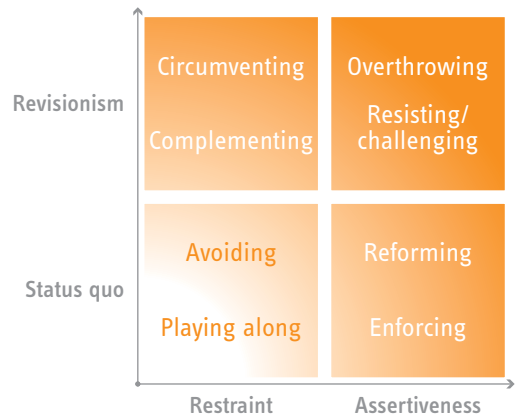 Circumventing
Overthrowing
Revisionism
Complementing
Resisting/
challenging
Avoiding
Reforming
Status quo
Playing along
Enforcing
Restraint
Assertiveness